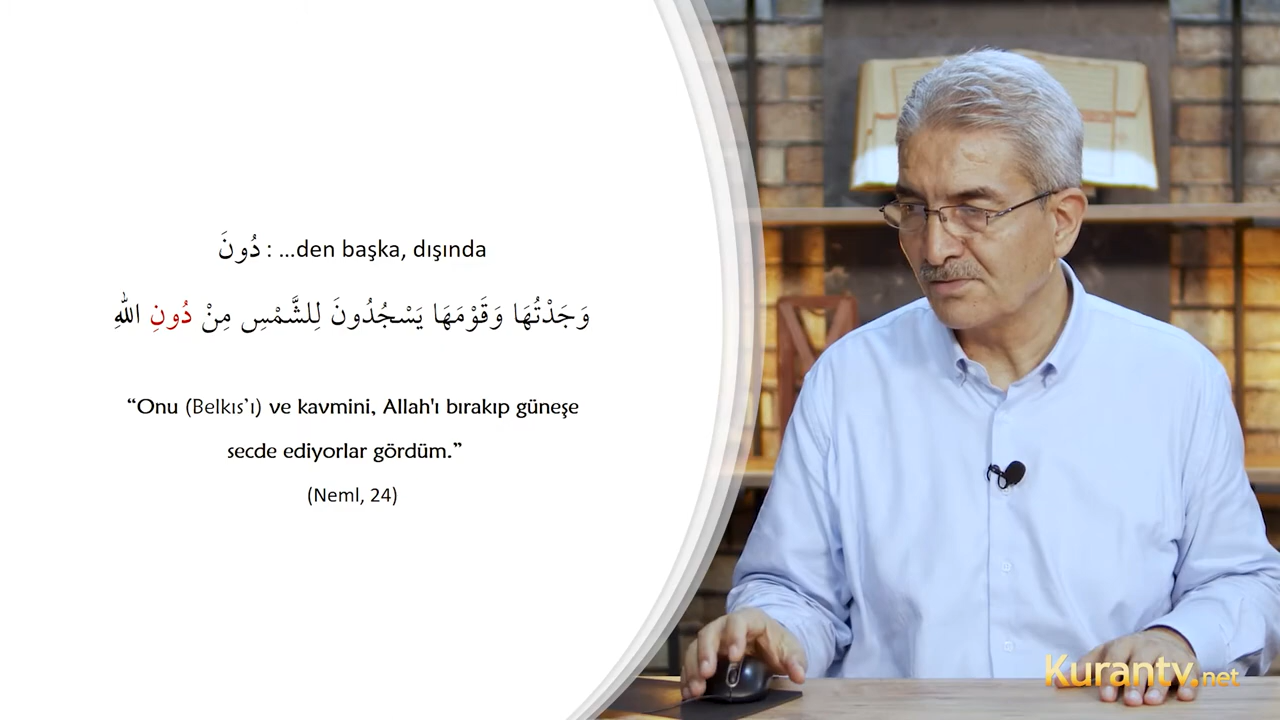 دُونَ : ...den başka, dışında
وَجَدْتُهَا وَقَوْمَهَا يَسْجُدُونَ لِلشَّمْسِ مِنْ دُونِ اللهِ
“Onu (Belkıs’ı) ve kavmini, Allah'ı bırakıp güneşe
secde ediyorlar gördüm.”
(Neml, 24)
Kurantv.net